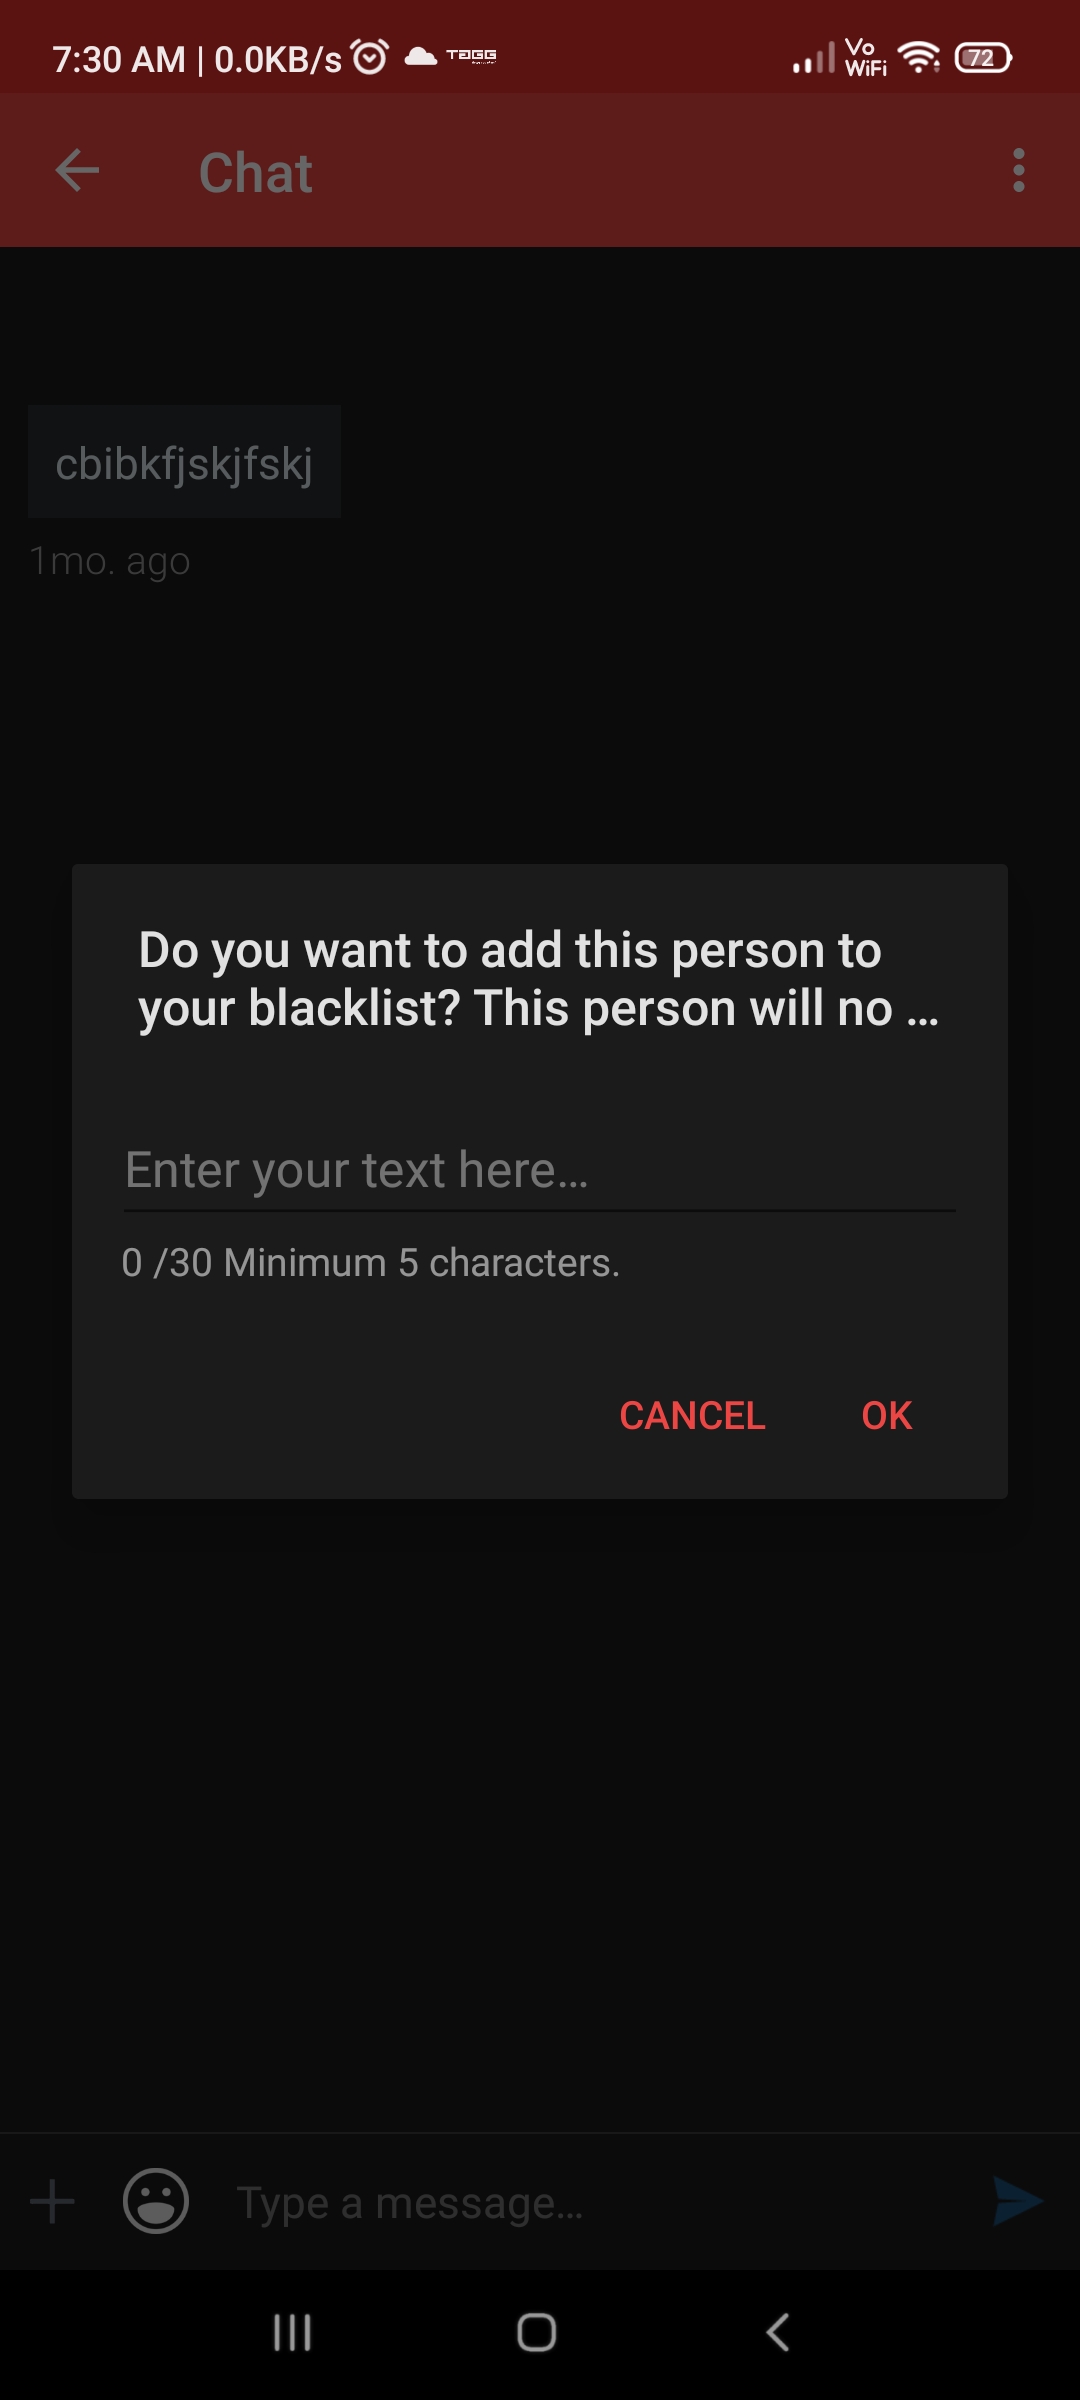 7:30 AM | 0.0KB/s TAGG Vo WiFi 72
Chat
cbibkfjskjfskj
1mo. ago
Do you want to add this person to
your blacklist? This person will no ...
Enter your text here...
0 /30 Minimum 5 characters.
CANCEL OK
Type a message...